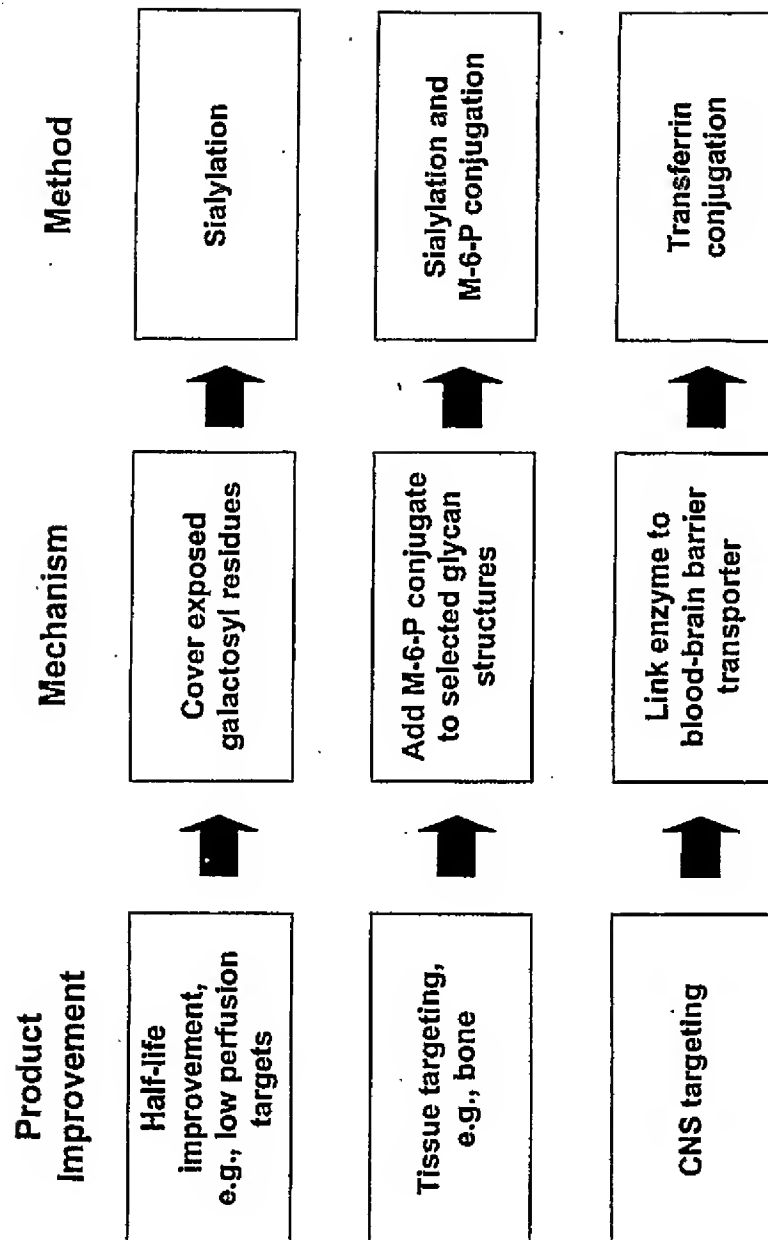 Product
Improvement
Mechanism
Method
Half-life
improvement,
e.g., low perfusion
targets
Cover exposed
galactosyl residues
Sialylation
Tissue targeting,
e.g., bone
Add M-6-P conjugate
to selected glycan
structures
Sialylation and
M-6-P conjugation
CNS targeting
Link enzyme to
blood-brain barrier
transporter
Transferrin
conjugation